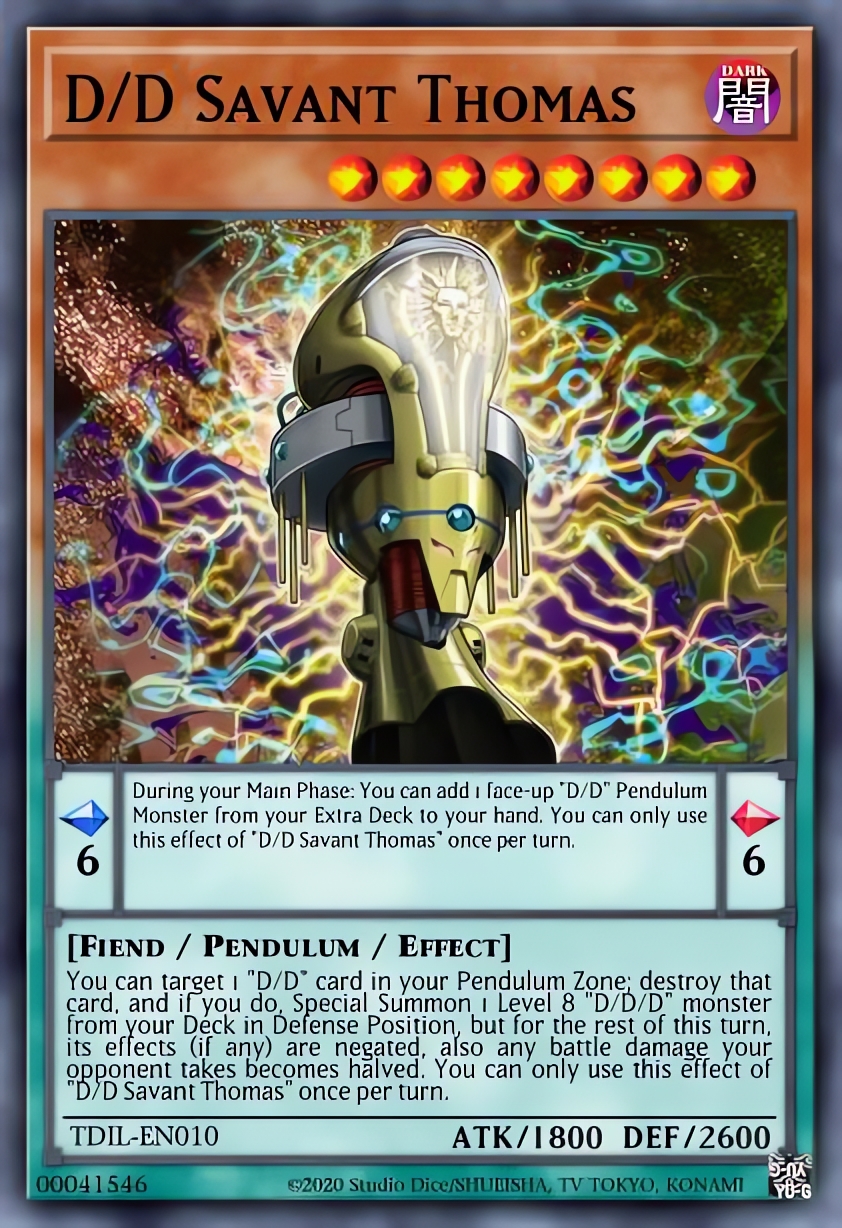 D/D Savant Thomas
DARK
闇
During your Main Phase: You can add 1 face-up "D/D" Pendulum
Monster from your Extra Deck to your hand. You can only use
this effect of "D/D Savant Thomas" once per turn.
6
6
[Fiend / Pendulum / Effect]
You can target 1 "D/D" card in your Pendulum Zone; destroy that
card, and if you do, Special Summon 1 Level 8 "D/D/D" monster
from your Deck in Defense Position, but for the rest of this turn,
its effects (if any) are negated, also any battle damage your
opponent takes becomes halved. You can only use this effect of
"D/D Savant Thomas" once per turn.
TDIL-EN010
ATK/1800 DEF/2600
00041546
©2020 Studio Dice/SHUEISHA, TV TOKYO, KONAMI